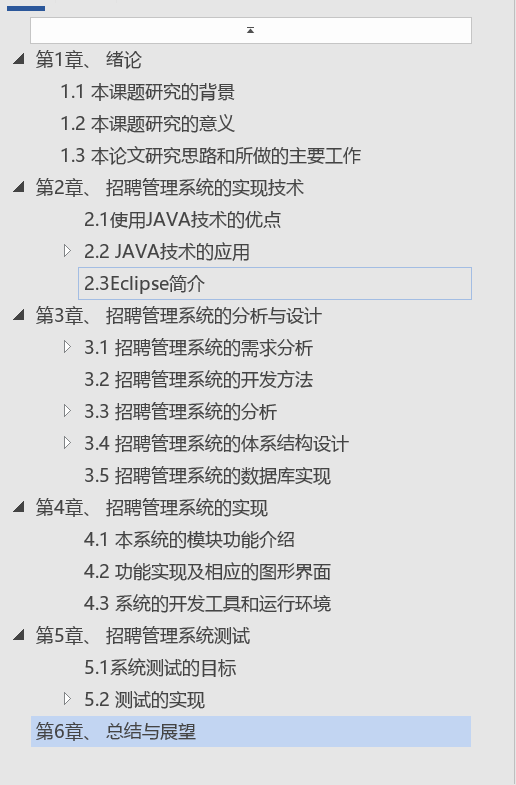 第1章、 绪论
1.1 本课题研究的背景
1.2 本课题研究的意义
1.3 本论文研究思路和所做的主要工作
第2章、 招聘管理系统的实现技术
2.1使用JAVA技术的优点
2.2 JAVA技术的应用
2.3Eclipse简介
第3章、 招聘管理系统的分析与设计
3.1 招聘管理系统的需求分析
3.2 招聘管理系统的开发方法
3.3 招聘管理系统的分析
3.4 招聘管理系统的体系结构设计
3.5 招聘管理系统的数据库实现
第4章、 招聘管理系统的实现
4.1 本系统的模块功能介绍
4.2 功能实现及相应的图形界面
4.3 系统的开发工具和运行环境
第5章、 招聘管理系统测试
5.1系统测试的目标
5.2 测试的实现
第6章、 总结与展望